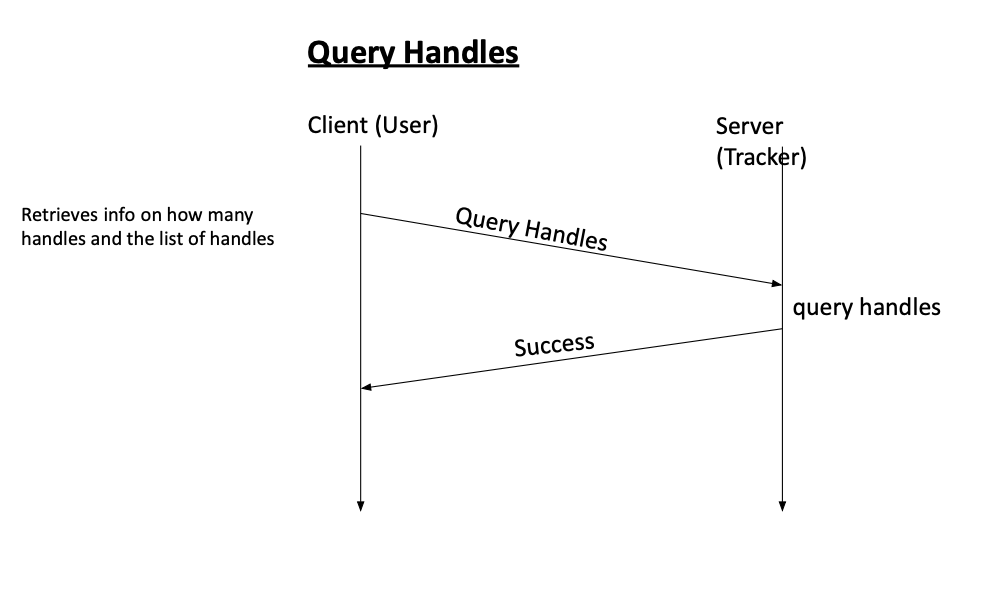 Query Handles
Client (User)
Server
(Tracker)
Retrieves info on how many
handles and the list of handles
Query Handles
query handles
Success